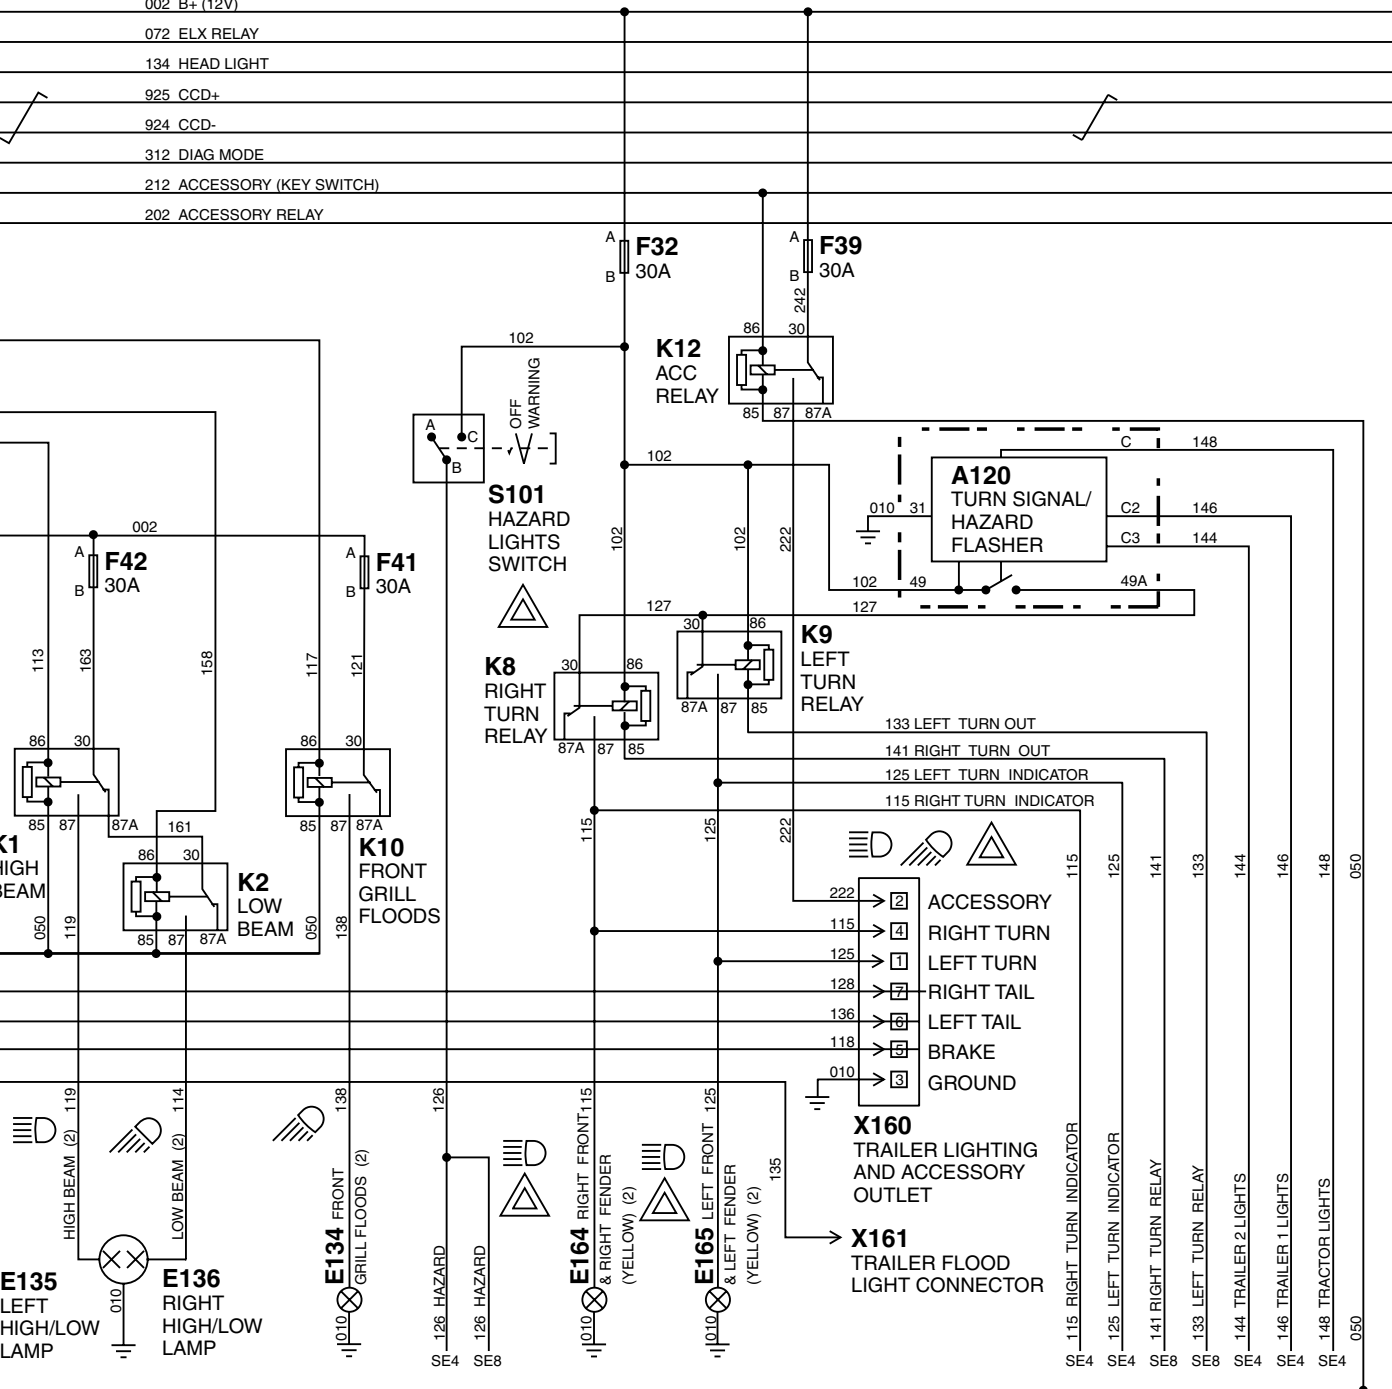 002 B+ (12V)
072 ELX RELAY
134 HEAD LIGHT
925 CCD+
924 CCD-
312 DIAG MODE
212 ACCESSORY (KEY SWITCH)
202 ACCESSORY RELAY
A
B
F32
30A
A
B
F39
30A
242
102
K12
ACC
RELAY
86
30
85
87
87A
OFF
WARNING
A
C
B
S101
HAZARD
LIGHTS
SWITCH
102
102
102
222
A120
TURN SIGNAL/
HAZARD
FLASHER
010
31
C
148
C2
146
C3
144
102
49
49A
127
127
002
A
B
F42
30A
A
B
F41
30A
113
163
158
117
121
30
86
K9
LEFT
TURN
RELAY
87A
87
85
K8
RIGHT
TURN
RELAY
30
86
87A
87
85
133 LEFT TURN OUT
141 RIGHT TURN OUT
125 LEFT TURN INDICATOR
115 RIGHT TURN INDICATOR
86
30
85
87
87A
K1
HIGH
BEAM
161
86
30
85
87
87A
K2
LOW
BEAM
86
30
85
87
87A
K10
FRONT
GRILL
FLOODS
050
119
050
138
115
125
222
115
125
141
133
144
146
148
050
222
2
ACCESSORY
115
4
RIGHT TURN
125
1
LEFT TURN
128
7
RIGHT TAIL
136
6
LEFT TAIL
118
5
BRAKE
010
3
GROUND
X160
TRAILER LIGHTING
AND ACCESSORY
OUTLET
135
X161
TRAILER FLOOD
LIGHT CONNECTOR
119
HIGH BEAM (2)
114
LOW BEAM (2)
E135
LEFT
HIGH/LOW
LAMP
010
E136
RIGHT
HIGH/LOW
LAMP
138
E134 FRONT
GRILL FLOODS (2)
010
126
126 HAZARD
SE4
126 HAZARD
SE8
115
E164 RIGHT FRONT
& RIGHT FENDER
(YELLOW) (2)
010
125
E165 LEFT FRONT
& LEFT FENDER
(YELLOW) (2)
010
115 RIGHT TURN INDICATOR
SE4
125 LEFT TURN INDICATOR
SE4
141 RIGHT TURN RELAY
SE8
133 LEFT TURN RELAY
SE8
144 TRAILER 2 LIGHTS
SE4
146 TRAILER 1 LIGHTS
SE4
148 TRACTOR LIGHTS
SE4
050